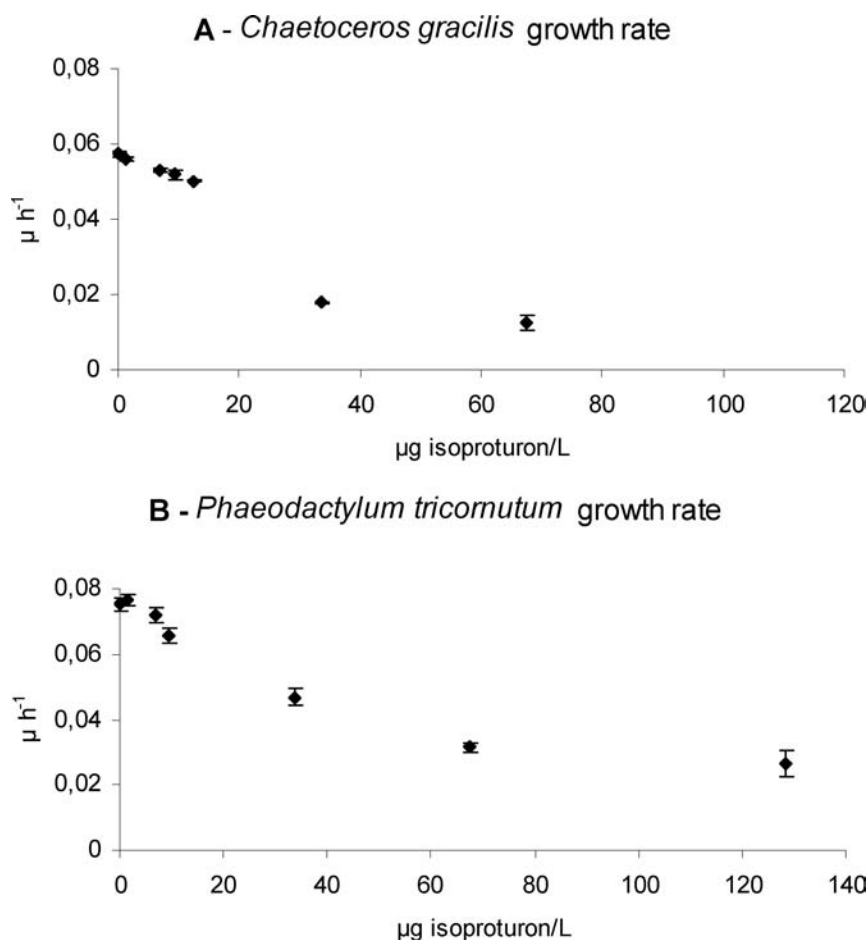 A - Chaetoceros gracilis growth rate
0,08
0,06
0,04
0,02
0
µ h⁻¹
0 20 40 60 80 100 120
µg isoproturon/L
B - Phaeodactylum tricornutum growth rate
0,08
0,06
0,04
0,02
0
µ h⁻¹
0 20 40 60 80 100 120 140
µg isoproturon/L